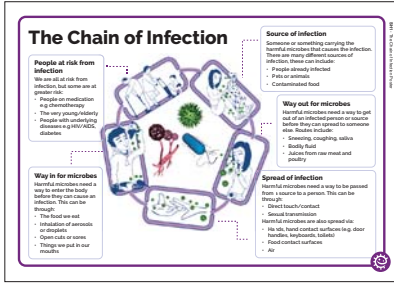 The Chain of Infection
Source of infection
Someone or something carrying the
harmful microbes that causes the infection.
There are many different sources of
infection, these can include:
• People already infected
• Pets or animals
• Contaminated food
People at risk from
infection
We are all at risk from
infection, but some are at
greater risk:
• People on medication
e.g chemotherapy
• The very young/elderly
• People with underlying
diseases e.g HIV/AIDS,
diabetes
Way out for microbes
Harmful microbes need a way to get
out of an infected person or source
before they can spread to someone
else. Routes include:
• Sneezing, coughing, saliva
• Bodily fluid
• Juices from raw meat and
poultry
Way in for microbes
Harmful microbes need a
way to enter the body
before they can cause an
infection. This can be
through:
• The food we eat
• Inhalation of aerosols
or droplets
• Open cuts or sores
• Things we put in our
mouths
Spread of infection
Harmful microbes need a way to be passed
from a source to a person. This can be
through:
• Direct touch/contact
• Sexual transmission
Harmful microbes are also spread via:
• Hands, hand contact surfaces (e.g. door
handles, keyboards, toilets)
• Food contact surfaces
• Air